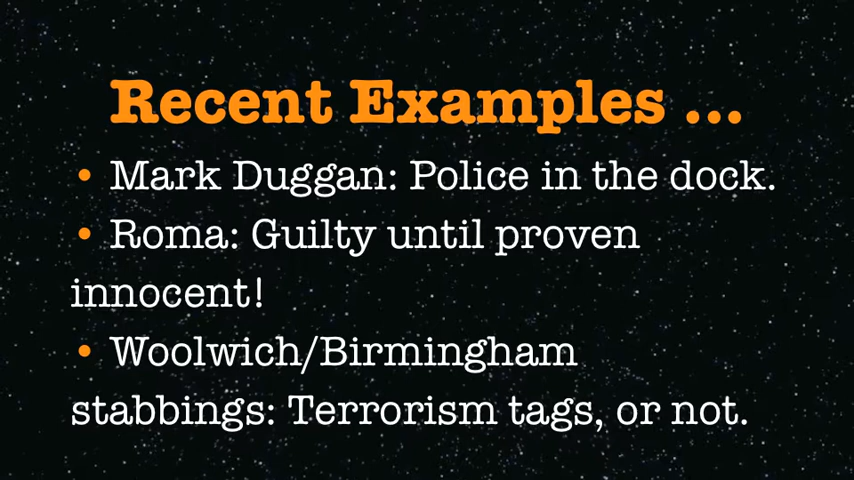 Recent Examples ...
• Mark Duggan: Police in the dock.
• Roma: Guilty until proven
innocent!
• Woolwich/Birmingham
stabbings: Terrorism tags, or not.